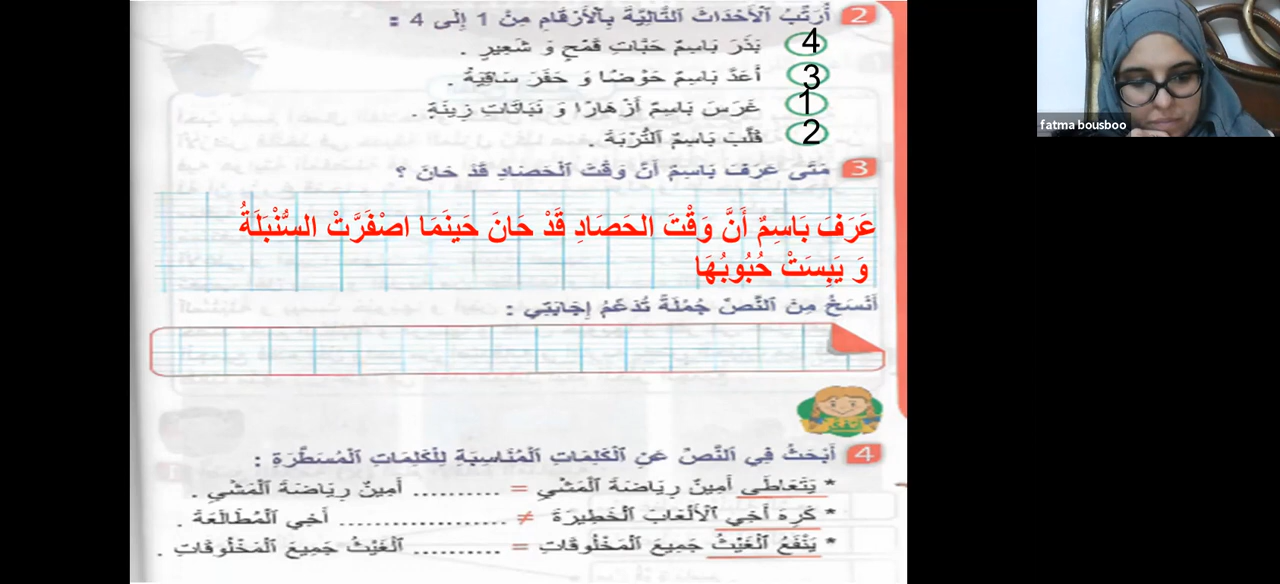 2 أُرَتِّبُ ٱلْأَحْدَاثَ ٱلتَّالِيَّةَ بِٱلْأَرْقَامِ مِنْ 1 إِلَى 4 :
4 بَذَرَ بَاسِمٌ حَبَّاتِ قَمْحٍ وَ شَعِيرٍ .
3 أَعَدَّ بَاسِمٌ حَوْضًا وَ حَفَرَ سَاقِيَةً .
1 غَرَسَ بَاسِمٌ أَزْهَارًا وَ نَبَاتَاتِ زِينَةٍ .
2 قَلَّبَ بَاسِمٌ ٱلتُّرْبَةَ .
3 مَتَى عَرَفَ بَاسِمٌ أَنَّ وَقْتَ ٱلْحَصَادِ قَدْ حَانَ ؟
عَرَفَ بَاسِمٌ أَنَّ وَقْتَ الحَصَادِ قَدْ حَانَ حَينَمَا اصْفَرَّتْ السُّنْبَلَةُ
وَ يَبِسَتْ حُبُوبُهَا
أَنْسَخُ مِنَ ٱلنَّصِّ جُمْلَةً تُدَعِّمُ إِجَابَتِي :
4 أَبْحَثُ فِي ٱلنَّصِّ عَنِ ٱلْكَلِمَاتِ ٱلْمُنَاسِبَةِ لِلْكَلِمَاتِ ٱلْمُسَطَّرَةِ :
* يَتَعَاطَى أَمِينٌ رِيَاضَةَ ٱلْمَشْيِ = .......... أَمِينٌ رِيَاضَةَ ٱلْمَشْيِ .
* كَرِهَ أَخِي ٱلْأَلْعَابَ ٱلْخَطِيرَةَ ≠ ................... أَخِي ٱلْمُطَالَعَةَ .
* يَنْفَعُ ٱلْغَيْثُ جَمِيعَ ٱلْمَخْلُوقَاتِ = .......... ٱلْغَيْثُ جَمِيعَ ٱلْمَخْلُوقَاتِ .
fatma bousboo